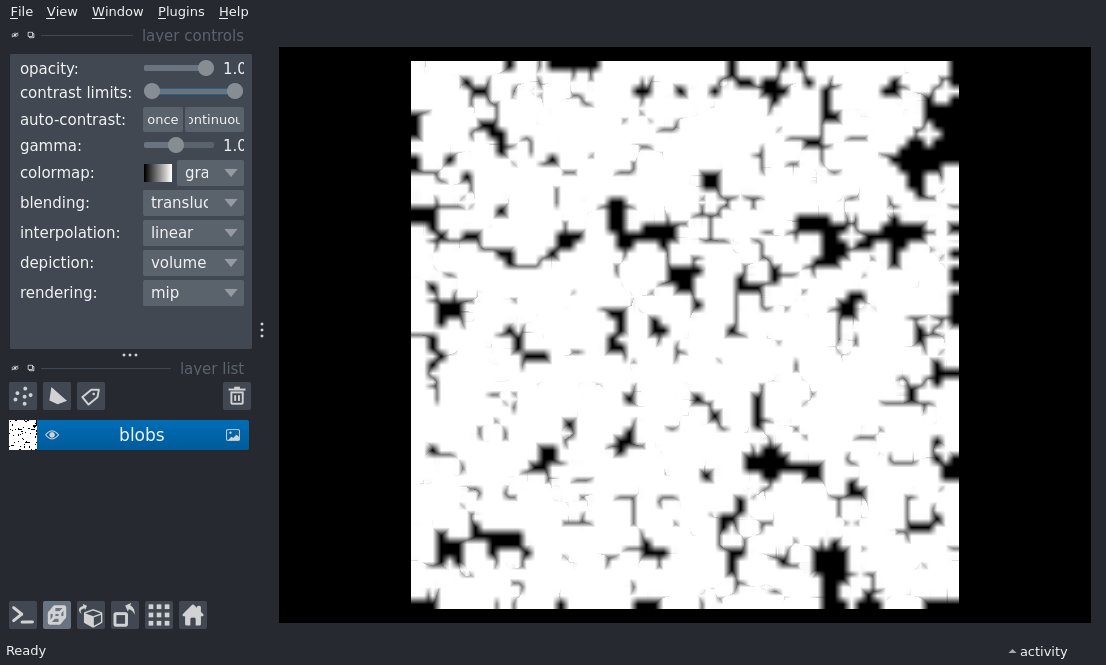 File View Window Plugins Help
layer controls
opacity: 1.0
contrast limits:
auto-contrast: once ontinuou
gamma: 1.0
colormap: gra
blending: transluc
interpolation: linear
depiction: volume
rendering: mip
layer list
blobs
Ready
activity